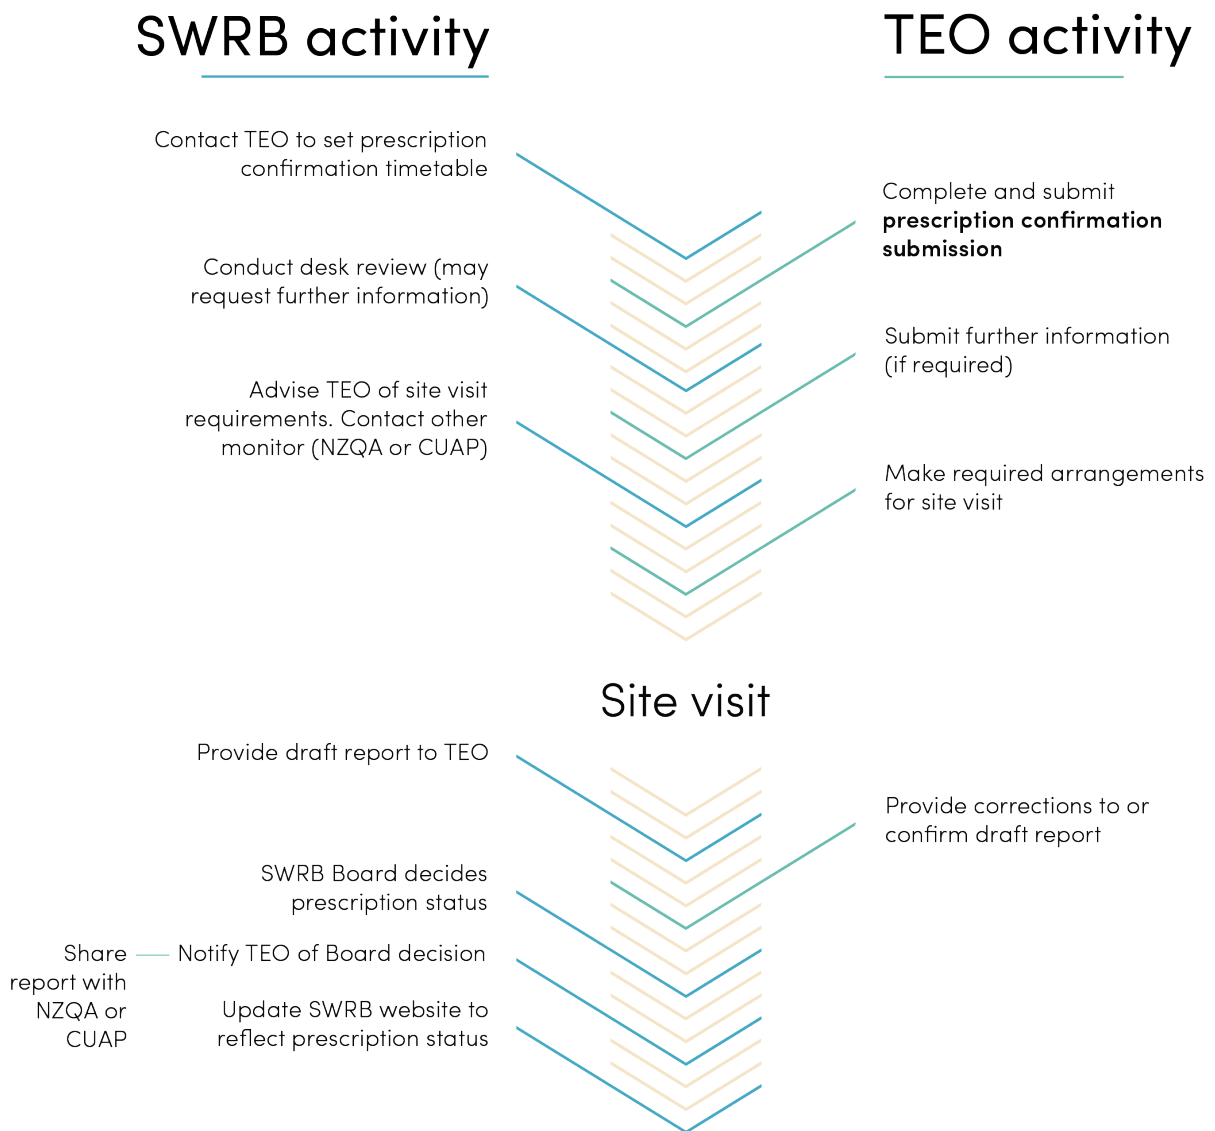 SWRB activity
TEO activity
Contact TEO to set prescription
confirmation timetable
Complete and submit
prescription confirmation
submission
Conduct desk review (may
request further information)
Submit further information
(if required)
Advise TEO of site visit
requirements. Contact other
monitor (NZQA or CUAP)
Make required arrangements
for site visit
Site visit
Provide draft report to TEO
Provide corrections to or
confirm draft report
SWRB Board decides
prescription status
Notify TEO of Board decision
Share
report with
NZQA or
CUAP
Update SWRB website to
reflect prescription status